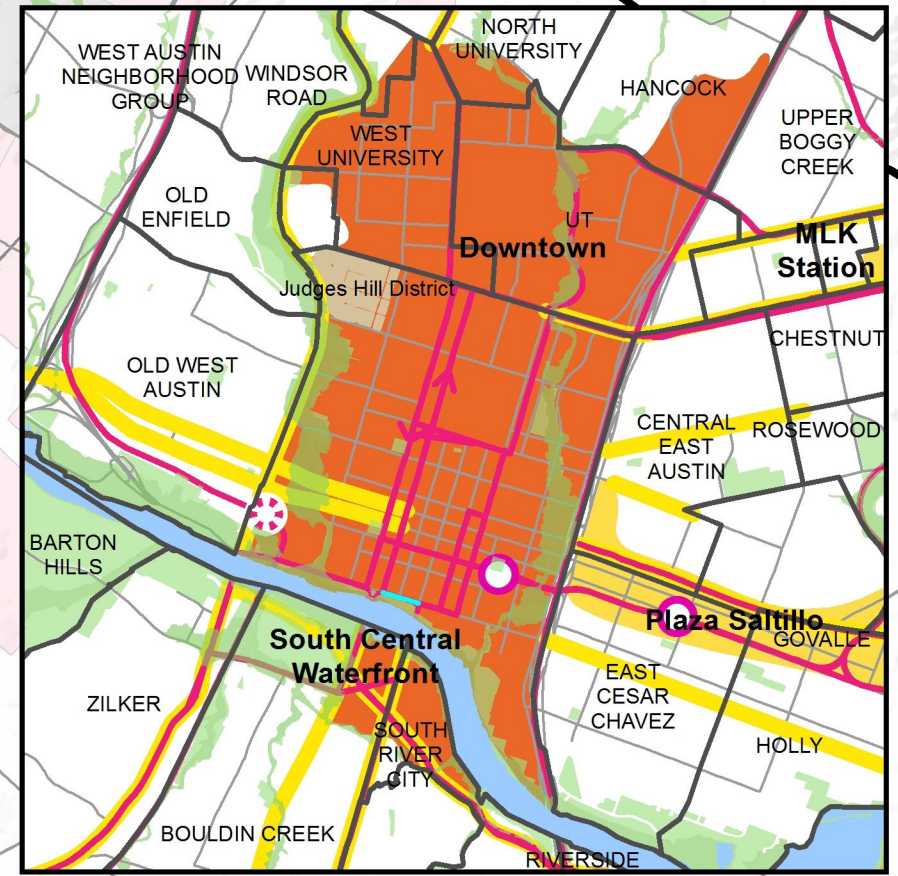 NORTH
UNIVERSITY
WEST AUSTIN
NEIGHBORHOOD
GROUP
WINDSOR
ROAD
HANCOCK
UPPER
BOGGY
CREEK
WEST
UNIVERSITY
OLD
ENFIELD
UT
Downtown
MLK
Station
Judges Hill District
CHESTNUT
OLD WEST
AUSTIN
CENTRAL
EAST
AUSTIN
ROSEWOOD
BARTON
HILLS
Plaza Saltillo
GOVALLE
South Central
Waterfront
EAST
CESAR
CHAVEZ
ZILKER
SOUTH
RIVER
CITY
HOLLY
BOULDIN CREEK
RIVERSIDE